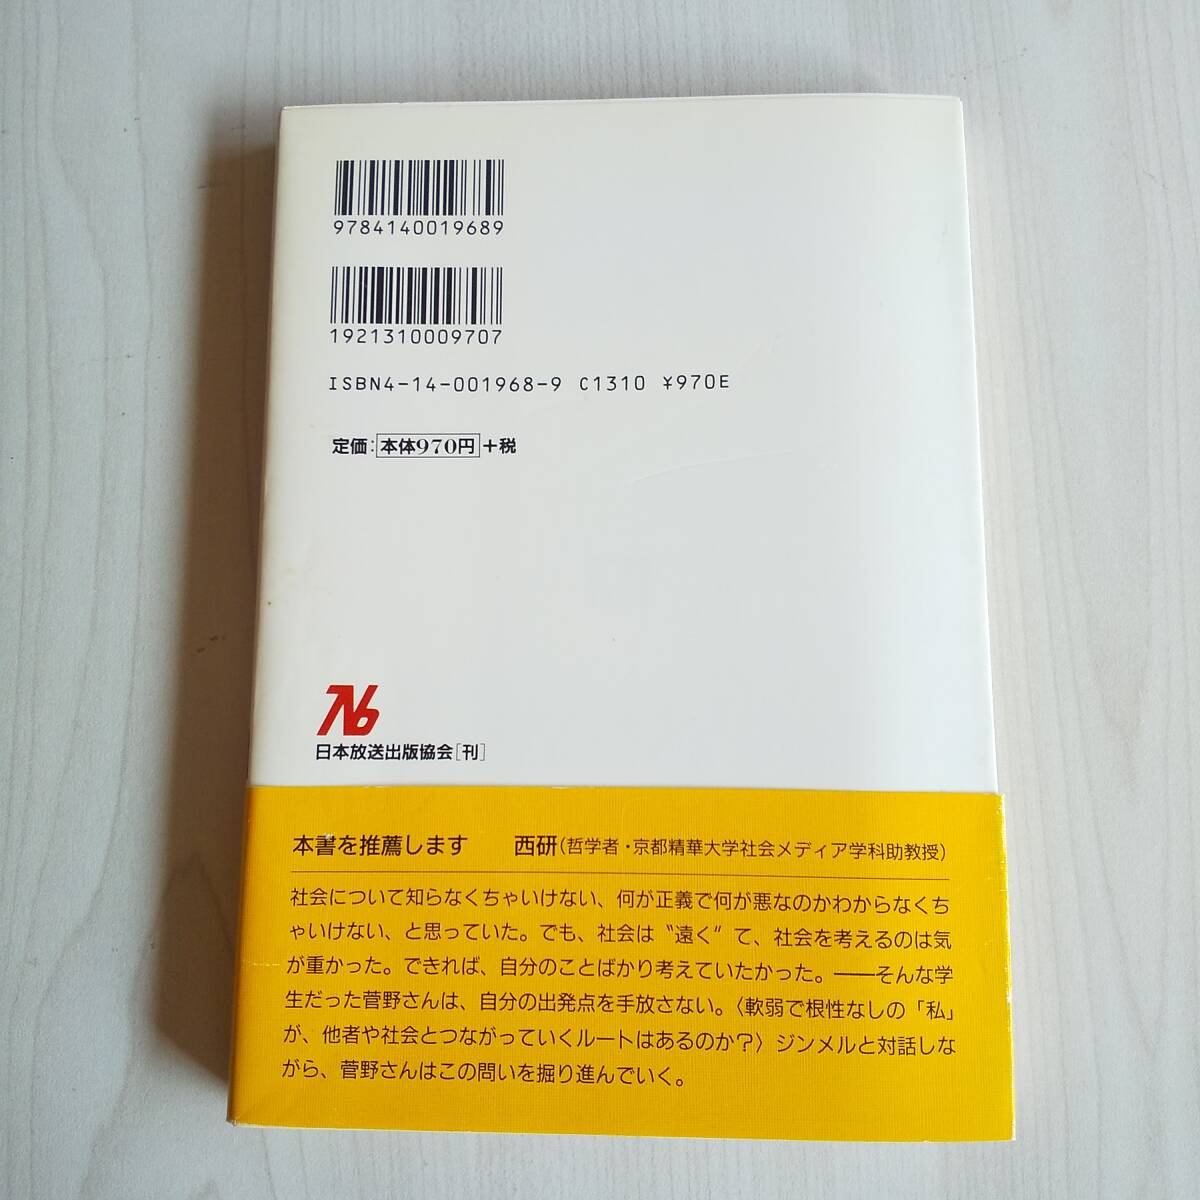 9784140019689
1921310009707
ISBN4-14-001968-9 C1310 ¥970E
定価：本体970円＋税
日本放送出版協会［刊］
本書を推薦します 西研（哲学者・京都精華大学社会メディア学科助教授）
社会について知らなくちゃいけない、何が正義で何が悪なのかわからなくち
ゃいけない、と思っていた。でも、社会は〝遠く〟て、社会を考えるのは気
が重かった。できれば、自分のことばかり考えていたかった。――そんな学
生だった菅野さんは、自分の出発点を手放さない。〈軟弱で根性なしの「私」
が、他者や社会とつながっていくルートはあるのか？〉ジンメルと対話しな
がら、菅野さんはこの問いを掘り進んでいく。